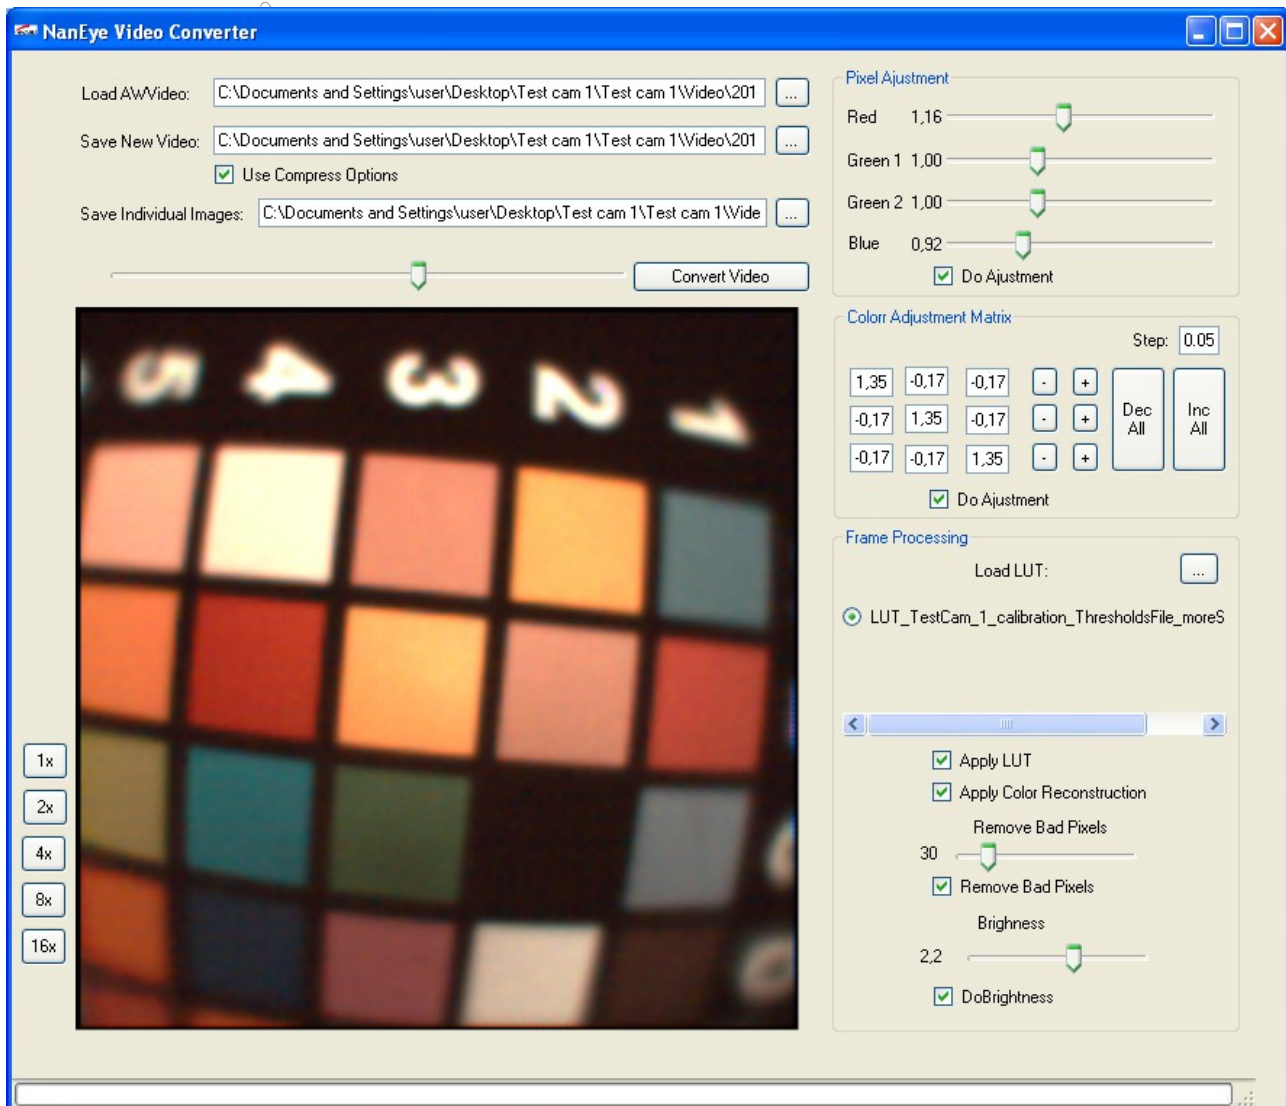 NanEye Video Converter
Load AWVideo: C:\Documents and Settings\user\Desktop\Test cam 1\Test cam 1\Video\201 ...
Save New Video: C:\Documents and Settings\user\Desktop\Test cam 1\Test cam 1\Video\201 ...
Use Compress Options
Save Individual Images: C:\Documents and Settings\user\Desktop\Test cam 1\Test cam 1\Vide ...
Convert Video
5 4 3 2 1
1x
2x
4x
8x
16x
Pixel Ajustment
Red 1,16
Green 1 1,00
Green 2 1,00
Blue 0,92
Do Ajustment
Colorr Adjustment Matrix
Step: 0.05
1,35 -0,17 -0,17 - +
-0,17 1,35 -0,17 - +
-0,17 -0,17 1,35 - +
Dec All
Inc All
Do Ajustment
Frame Processing
Load LUT: ...
LUT_TestCam_1_calibration_ThresholdsFile_moreS
Apply LUT
Apply Color Reconstruction
Remove Bad Pixels
30
Remove Bad Pixels
Brighness
2,2
DoBrightness